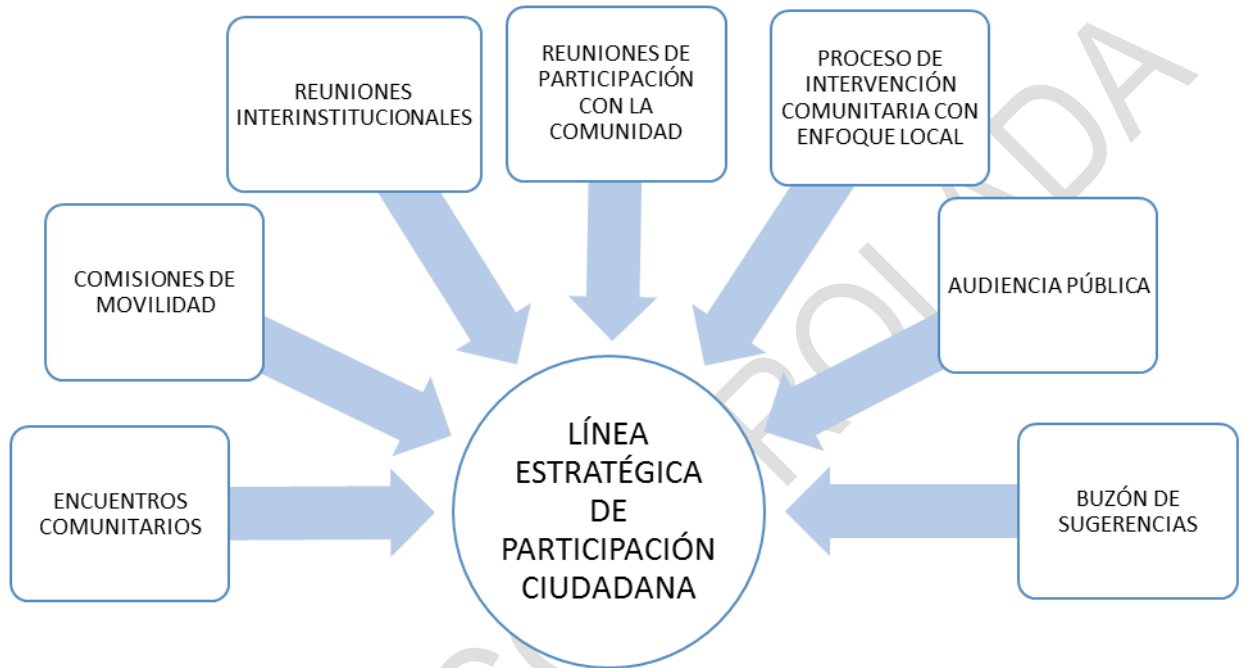 REUNIONES
INTERINSTITUCIONALES
REUNIONES DE
PARTICIPACIÓN
CON LA
COMUNIDAD
PROCESO DE
INTERVENCIÓN
COMUNITARIA CON
ENFOQUE LOCAL
COMISIONES DE
MOVILIDAD
AUDIENCIA PÚBLICA
ENCUENTROS
COMUNITARIOS
LÍNEA
ESTRATÉGICA
DE
PARTICIPACIÓN
CIUDADANA
BUZÓN DE
SUGERENCIAS